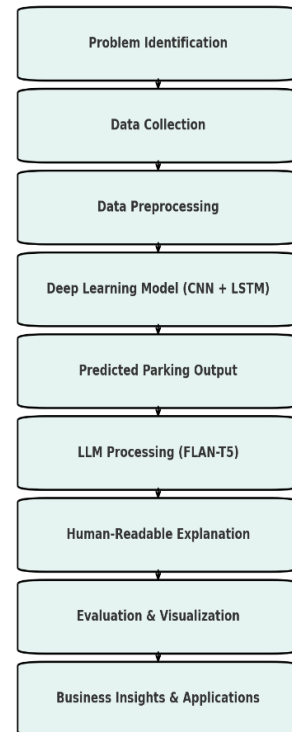 Problem Identification
Data Collection
Data Preprocessing
Deep Learning Model (CNN + LSTM)
Predicted Parking Output
LLM Processing (FLAN-T5)
Human-Readable Explanation
Evaluation & Visualization
Business Insights & Applications